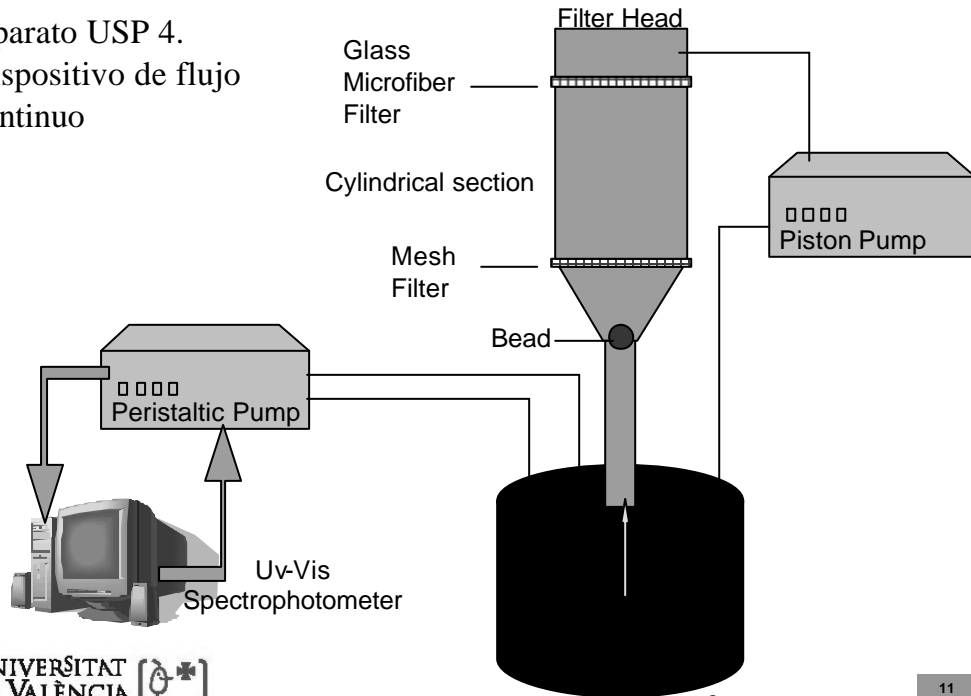 parato USP 4.
ispositivo de flujo
ntinuo
Filter Head
Glass
Microfiber
Filter
Cylindrical section
Piston Pump
Mesh
Filter
Bead
Peristaltic Pump
Uv-Vis
Spectrophotometer
NIVERSITAT
VALÈNCIA
11